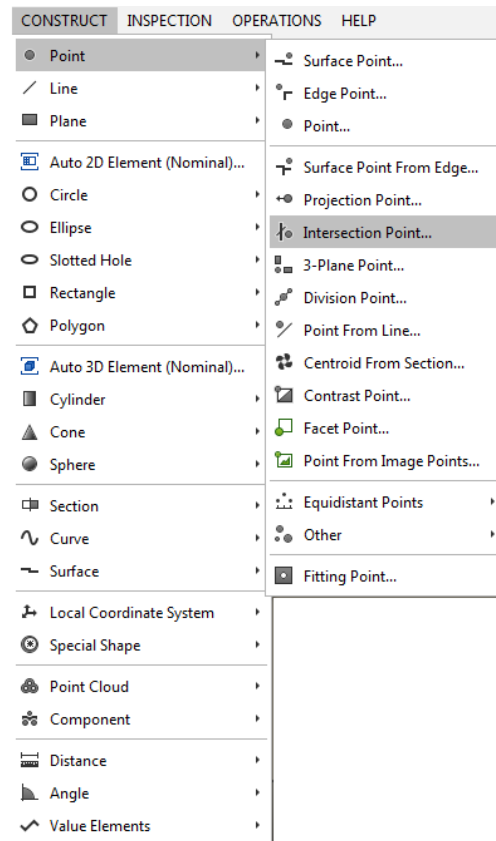 CONSTRUCT INSPECTION OPERATIONS HELP
Point
Line
Plane
Auto 2D Element (Nominal)...
Circle
Ellipse
Slotted Hole
Rectangle
Polygon
Auto 3D Element (Nominal)...
Cylinder
Cone
Sphere
Section
Curve
Surface
Local Coordinate System
Special Shape
Point Cloud
Component
Distance
Angle
Value Elements
Surface Point...
Edge Point...
Point...
Surface Point From Edge...
Projection Point...
Intersection Point...
3-Plane Point...
Division Point...
Point From Line...
Centroid From Section...
Contrast Point...
Facet Point...
Point From Image Points...
Equidistant Points
Other
Fitting Point...